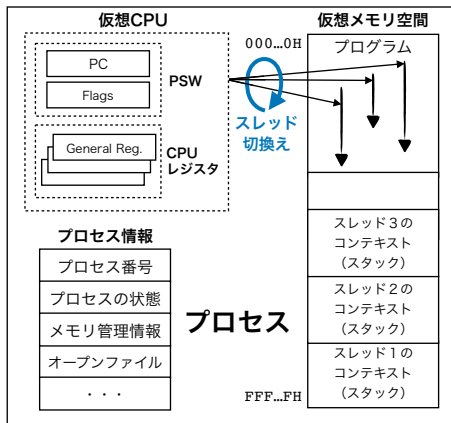 仮想CPU
PC
Flags
PSW
General Reg.
CPU
レジスタ
スレッド
切換え
プロセス情報
プロセス番号
プロセスの状態
メモリ管理情報
オープンファイル
・・・
プロセス
仮想メモリ空間
000…0H
プログラム
スレッド３の
コンテキスト
（スタック）
スレッド２の
コンテキスト
（スタック）
スレッド１の
コンテキスト
（スタック）
FFF…FH